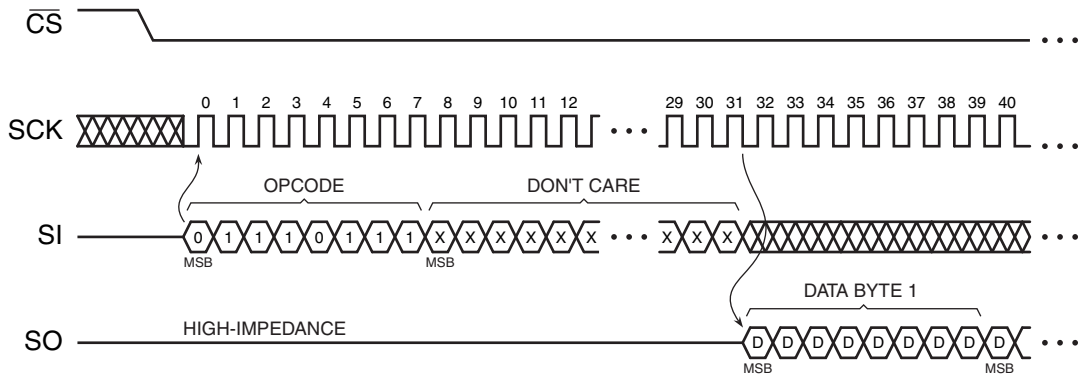 CS
SCK
0 1 2 3 4 5 6 7 8 9 10 11 12 • • • 29 30 31 32 33 34 35 36 37 38 39 40
OPCODE DON'T CARE
SI
0 1 1 1 0 1 1 1 X X X X X X • • • X X X
MSB MSB
DATA BYTE 1
HIGH-IMPEDANCE
SO
D D D D D D D D D
MSB MSB